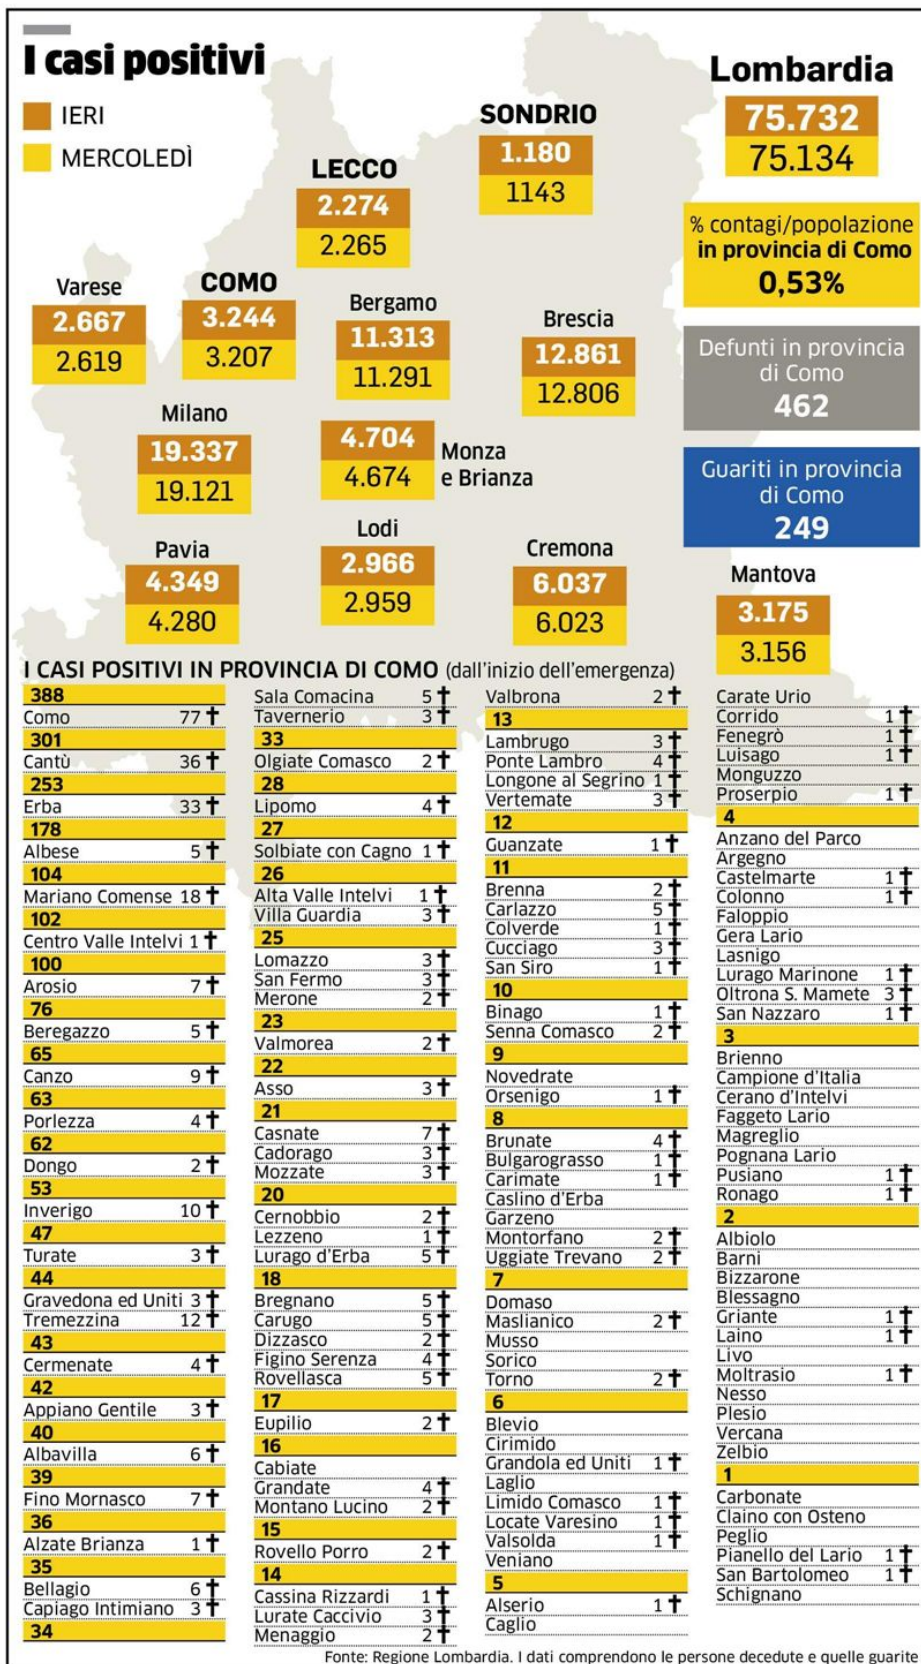 I casi positivi
IERI
MERCOLEDÌ
Lombardia
75.732
75.134
SONDRIO
1.180
1143
LECCO
2.274
2.265
% contagi/popolazione
in provincia di Como
0,53%
Varese
2.667
2.619
COMO
3.244
3.207
Bergamo
11.313
11.291
Brescia
12.861
12.806
Defunti in provincia
di Como
462
Milano
19.337
19.121
4.704
4.674
Monza
e Brianza
Guariti in provincia
di Como
249
Pavia
4.349
4.280
Lodi
2.966
2.959
Cremona
6.037
6.023
Mantova
3.175
3.156
I CASI POSITIVI IN PROVINCIA DI COMO (dall'inizio dell'emergenza)
388
Como 77 ✝
301
Cantù 36 ✝
253
Erba 33 ✝
178
Albese 5 ✝
104
Mariano Comense 18 ✝
102
Centro Valle Intelvi 1 ✝
100
Arosio 7 ✝
76
Beregazzo 5 ✝
65
Canzo 9 ✝
63
Porlezza 4 ✝
62
Dongo 2 ✝
53
Inverigo 10 ✝
47
Turate 3 ✝
44
Gravedona ed Uniti 3 ✝
Tremezzina 12 ✝
43
Cermenate 4 ✝
42
Appiano Gentile 3 ✝
40
Albavilla 6 ✝
39
Fino Mornasco 7 ✝
36
Alzate Brianza 1 ✝
35
Bellagio 6 ✝
Capiago Intimiano 3 ✝
34
Sala Comacina 5 ✝
Tavernerio 3 ✝
33
Olgiate Comasco 2 ✝
28
Lipomo 4 ✝
27
Solbiate con Cagno 1 ✝
26
Alta Valle Intelvi 1 ✝
Villa Guardia 3 ✝
25
Lomazzo 3 ✝
San Fermo 3 ✝
Merone 2 ✝
23
Valmorea 2 ✝
22
Asso 3 ✝
21
Casnate 7 ✝
Cadorago 3 ✝
Mozzate 3 ✝
20
Cernobbio 2 ✝
Lezzeno 1 ✝
Lurago d'Erba 5 ✝
18
Bregnano 5 ✝
Carugo 5 ✝
Dizzasco 2 ✝
Figino Serenza 4 ✝
Rovellasca 5 ✝
17
Eupilio 2 ✝
16
Cabiate
Grandate 4 ✝
Montano Lucino 2 ✝
15
Rovello Porro 2 ✝
14
Cassina Rizzardi 1 ✝
Lurate Caccivio 3 ✝
Menaggio 2 ✝
Valbrona 2 ✝
13
Lambrugo 3 ✝
Ponte Lambro 4 ✝
Longone al Segrino 1 ✝
Vertemate 3 ✝
12
Guanzate 1 ✝
11
Brenna 2 ✝
Carlazzo 5 ✝
Colverde 1 ✝
Cucciago 3 ✝
San Siro 1 ✝
10
Binago 1 ✝
Senna Comasco 2 ✝
9
Novedrate
Orsenigo 1 ✝
8
Brunate 4 ✝
Bulgarograsso 1 ✝
Carimate 1 ✝
Caslino d'Erba
Garzeno
Montorfano 2 ✝
Uggiate Trevano 2 ✝
7
Domaso
Maslianico 2 ✝
Musso
Sorico
Torno 2 ✝
6
Blevio
Cirimido
Grandola ed Uniti 1 ✝
Laglio
Limido Comasco 1 ✝
Locate Varesino 1 ✝
Valsolda 1 ✝
Veniano
5
Alserio 1 ✝
Caglio
Carate Urio
Corrido 1 ✝
Fenegrò 1 ✝
Luisago 1 ✝
Monguzzo
Proserpio 1 ✝
4
Anzano del Parco
Argegno
Castelmarte 1 ✝
Colonno 1 ✝
Faloppio
Gera Lario
Lasnigo
Lurago Marinone 1 ✝
Oltrona S. Mamete 3 ✝
San Nazzaro 1 ✝
3
Brienno
Campione d'Italia
Cerano d'Intelvi
Faggeto Lario
Magreglio
Pognana Lario
Pusiano 1 ✝
Ronago 1 ✝
2
Albiolo
Barni
Bizzarone
Blessagno
Griante 1 ✝
Laino 1 ✝
Livo
Moltrasio 1 ✝
Nesso
Plesio
Vercana
Zelbio
1
Carbonate
Claino con Osteno
Peglio
Pianello del Lario 1 ✝
San Bartolomeo 1 ✝
Schignano
Fonte: Regione Lombardia. I dati comprendono le persone decedute e quelle guarite